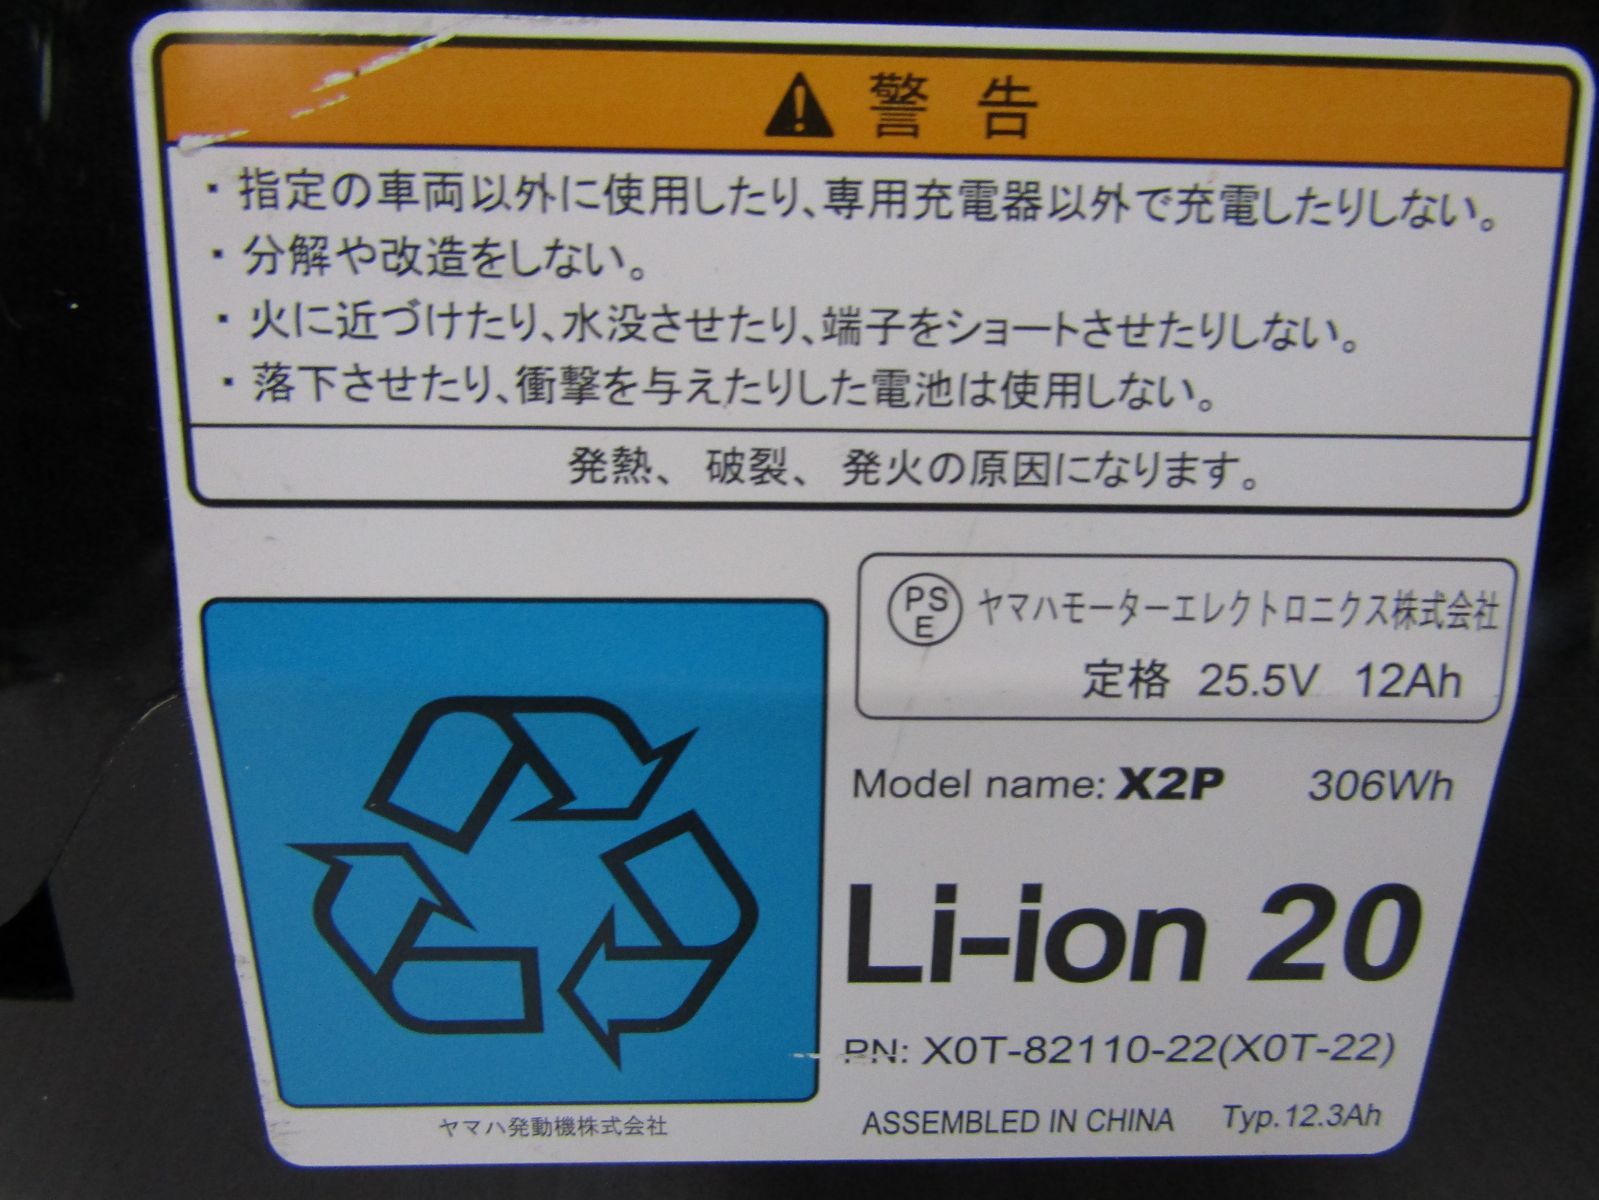 警 告
・指定の車両以外に使用したり、専用充電器以外で充電したりしない。
・分解や改造をしない。
・火に近づけたり、水没させたり、端子をショートさせたりしない。
・落下させたり、衝撃を与えたりした電池は使用しない。
発熱、破裂、発火の原因になります。
PS
E
ヤマハモーターエレクトロニクス株式会社
定格 25.5V 12Ah
Model name: X2P 306Wh
Li-ion 20
PN: X0T-82110-22(X0T-22)
ASSEMBLED IN CHINA Typ.12.3Ah
ヤマハ発動機株式会社